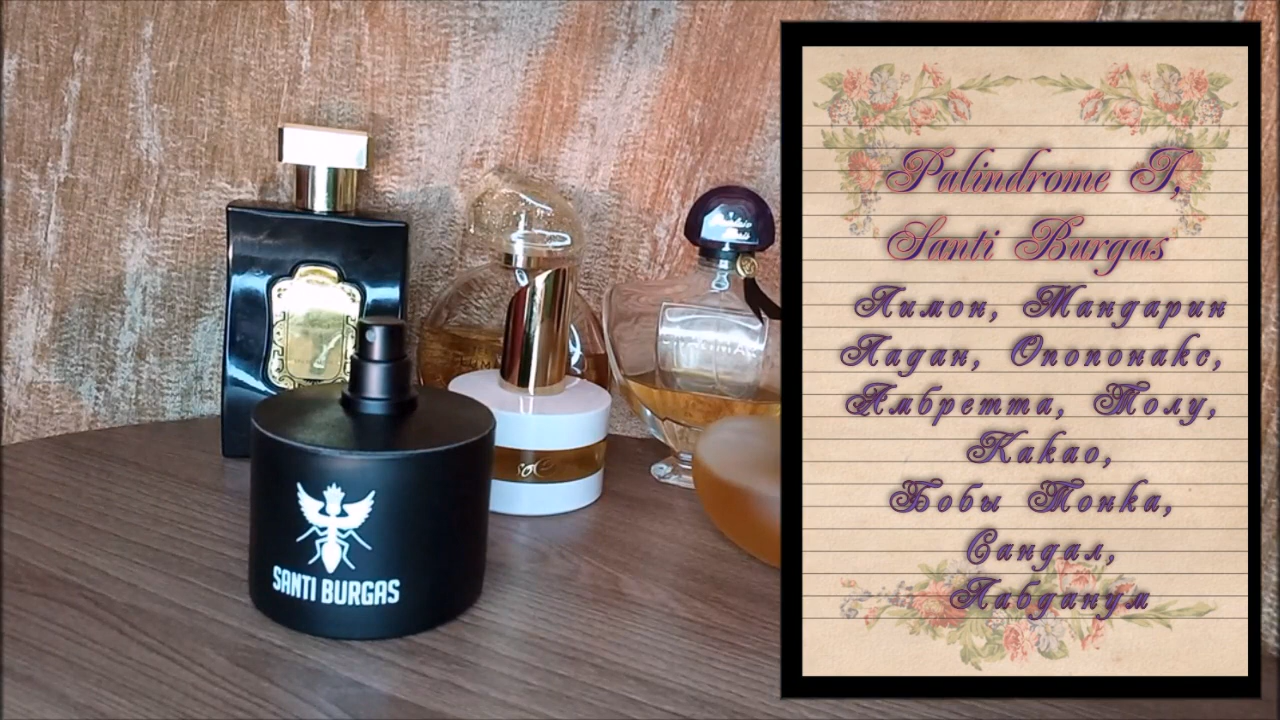 SANTI BURGAS
Palindrome I,
Santi Burgas
Лимон, Мандарин
Ладан, Опопонакс,
Амбретта, Толу,
Какао,
Бобы Тонка,
Сандал,
Лабданум